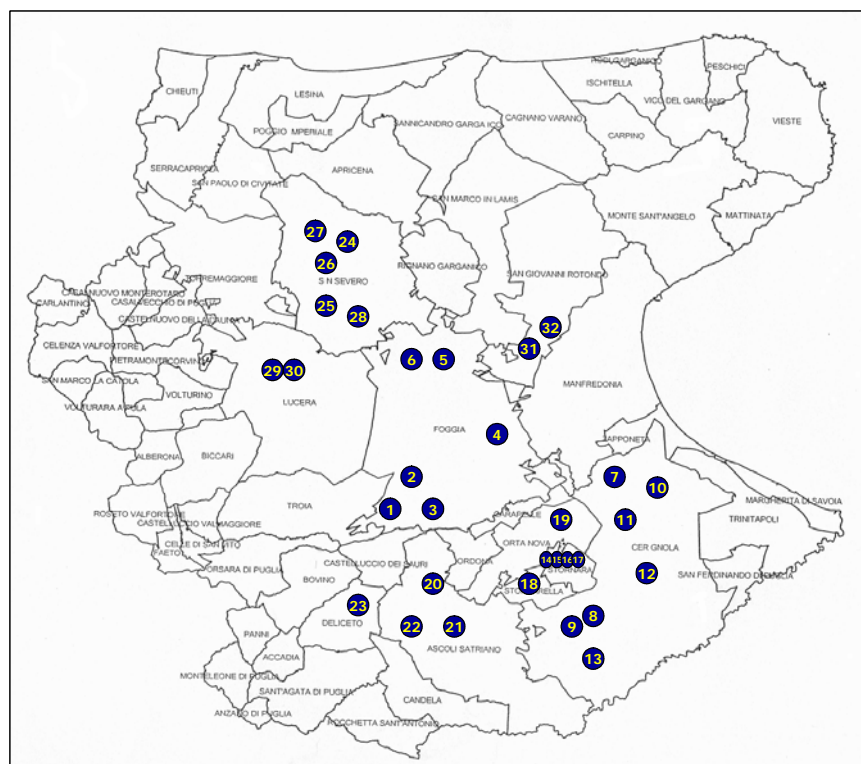 PESCHICI
RODI GARGANICO
ISCHITELLA
CHIEUTI
LESINA
VICO DEL GARGANO
CAGNANO VARANO
VIESTE
SANNICANDRO GARGA ICO
POGGIO MPERIALE
CARPINO
SERRACAPRIOLA
APRICENA
SAN PAOLO DI CIVITATE
SAN MARCO IN LAMIS
MATTINATA
MONTE SANT'ANGELO
27
24
26
RIGNANO GARGANICO
SAN GIOVANNI ROTONDO
TORREMAGGIORE
S N SEVERO
CASALNUOVO MONTEROTARO
CARLANTINO
CASALVECCHIO DI PUGLIA
25
28
CASTELNUOVO DELLA DAUNIA
32
CELENZA VALFORTORE
31
PIETRAMONTECORVINO
6
5
29
30
SAN MARCO LA CATOLA
MANFREDONIA
VOLTURINO
LUCERA
VOLTURARA APPULA
FOGGIA
4
ZAPPONETA
ALBERONA
BICCARI
2
7
10
MARGHERITA DI SAVOIA
TROIA
1
3
ROSETO VALFORTORE
CARAPELLE
19
11
TRINITAPOLI
CASTELLUCCIO VALMAGGIORE
CELLE DI SAN VITO
ORTA NOVA
CER GNOLA
FAETO
CASTELLUCCIO DEI SAURI
ORDONA
14
15
16
17
ORSARA DI PUGLIA
STORNARA
12
SAN FERDINANDO DI PUGLIA
BOVINO
20
18
STORNARELLA
23
8
DELICETO
22
21
9
PANNI
ASCOLI SATRIANO
ACCADIA
13
MONTELEONE DI PUGLIA
SANT'AGATA DI PUGLIA
CANDELA
ANZANO DI PUGLIA
ROCCHETTA SANT'ANTONIO